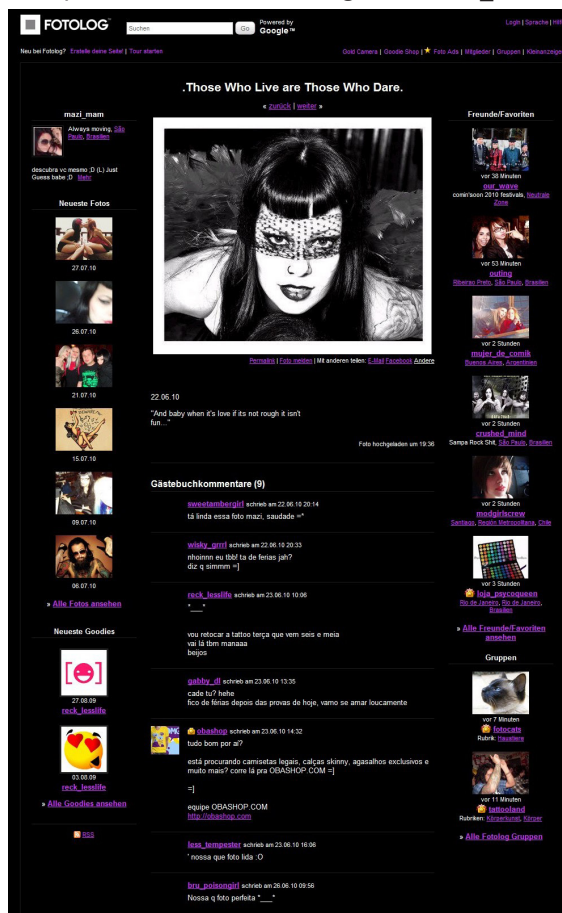 FOTOLOG
Suchen
Go
Powered by
Google™
Login | Sprache | Hilf
Neu bei Fotolog? Erstelle deine Seite! | Tour starten
Gold Camera | Goodie Shop | Foto Ads | Mitglieder | Gruppen | Kleinanzeige
.Those Who Live are Those Who Dare.
« zurück | weiter »
mazi_mam
Always moving, São
Paulo, Brasilien
descubra vc mesmo ;D (L) Just
Guess babe ;D Mehr
Neueste Fotos
27.07.10
26.07.10
21.07.10
15.07.10
09.07.10
06.07.10
» Alle Fotos ansehen
Neueste Goodies
27.08.09
reck_lesslife
03.08.09
reck_lesslife
» Alle Goodies ansehen
RSS
Permalink | Foto melden | Mit anderen teilen: E-Mail Facebook Andere
22.06.10
"And baby when it's love if its not rough it isn't
fun..."
Foto hochgeladen um 19:36
Gästebuchkommentare (9)
sweetambergirl schrieb am 22.06.10 20:14
tá linda essa foto mazi, saudade =*
wisky_grrrl schrieb am 22.06.10 20:33
nhoinnn eu tbb! ta de ferias jah?
diz q simmm =]
reck_lesslife schrieb am 23.06.10 10:06
*___*
vou retocar a tattoo terça que vem seis e meia
vai lá tbm manaaa
beijos
gabby_dl schrieb am 23.06.10 13:35
cade tu? hehe
fico de férias depois das provas de hoje, vamo se amar loucamente
obashop schrieb am 23.06.10 14:32
tudo bom por aí?
está procurando camisetas legais, calças skinny, agasalhos exclusivos e
muito mais? corre lá pra OBASHOP.COM =]
=]
equipe OBASHOP.COM
http://obashop.com
less_tempester schrieb am 23.06.10 16:06
' nossa que foto lida :O
bru_poisongirl schrieb am 26.06.10 09:56
Nossa q foto perfeita *___*
Freunde/Favoriten
vor 38 Minuten
our_wave
comin'soon 2010 festivals, Neutrale
Zone
vor 53 Minuten
outing
Ribeirao Preto, São Paulo, Brasilien
vor 2 Stunden
mujer_de_comik
Buenos Aires, Argentinien
vor 2 Stunden
crushed_mind
Sampa Rock Shit, São Paulo, Brasilien
vor 2 Stunden
modgirlscrew
Santiago, Región Metropolitana, Chile
vor 3 Stunden
loja_psycoqueen
Rio de Janeiro, Rio de Janeiro,
Brasilien
» Alle Freunde/Favoriten
ansehen
Gruppen
vor 7 Minuten
fotocats
Rubrik: Haustiere
vor 11 Minuten
tattooland
Rubriken: Körperkunst, Körper
» Alle Fotolog Gruppen